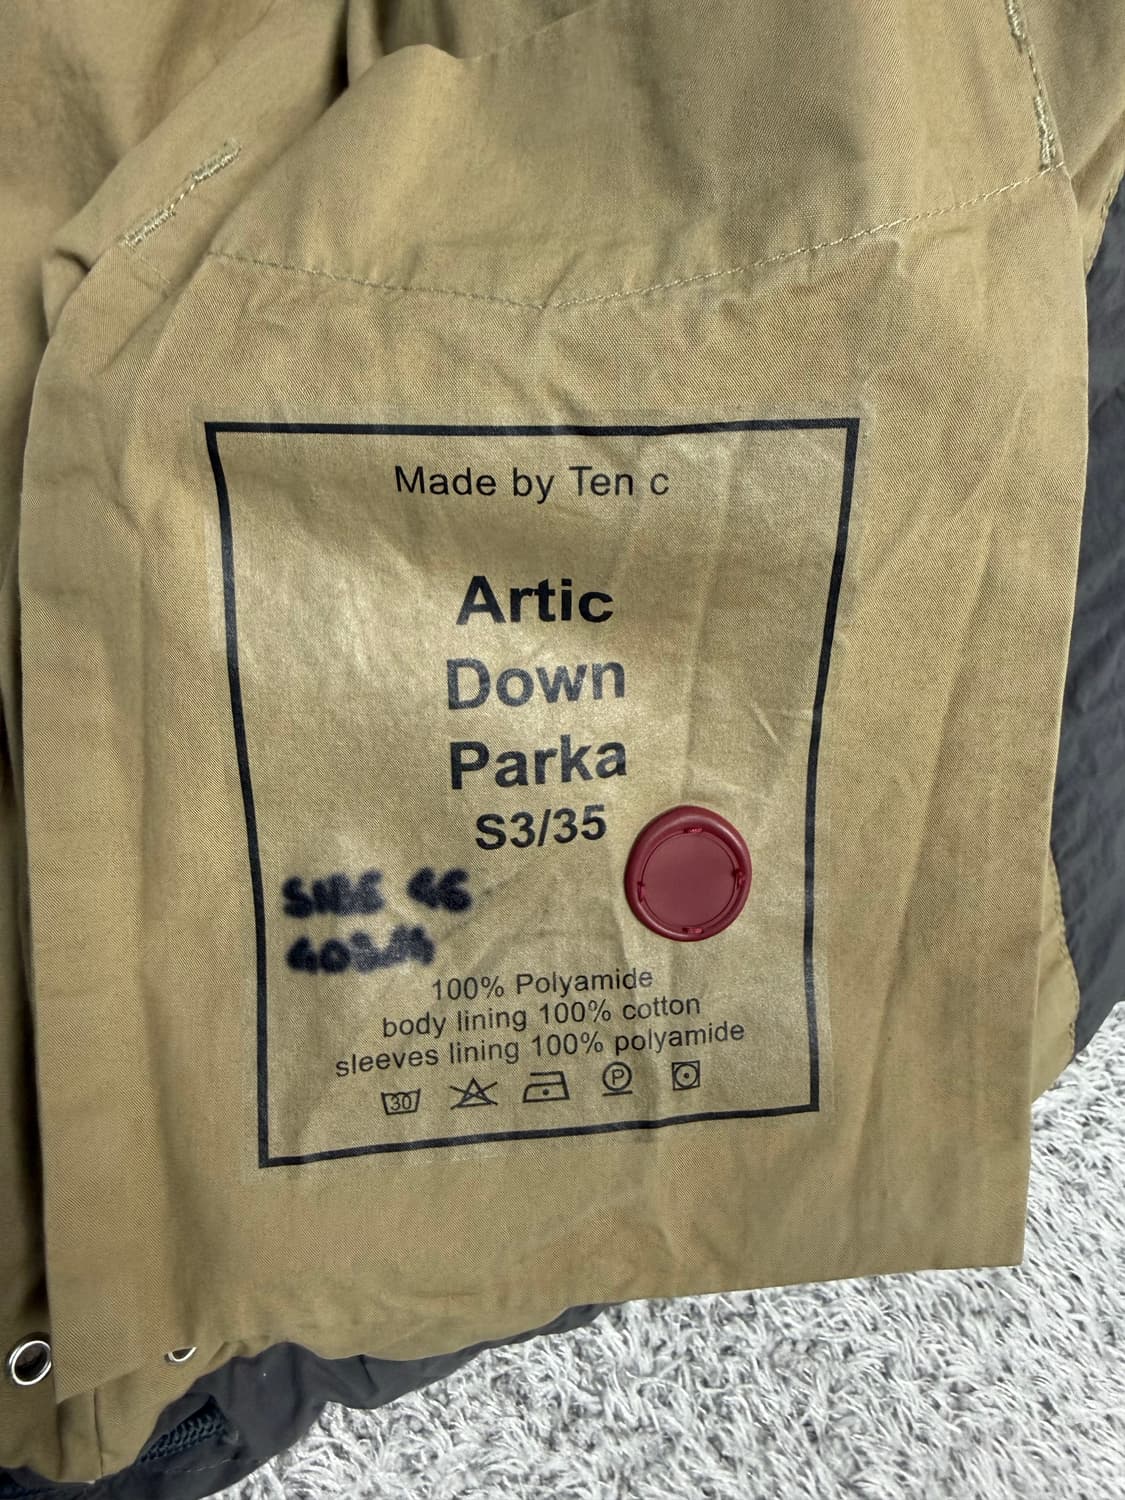 Made by Ten c
Artic
Down
Parka
S3/35
SIZE
100% Polyamide
body lining 100% cotton
sleeves lining 100% polyamide
30
P